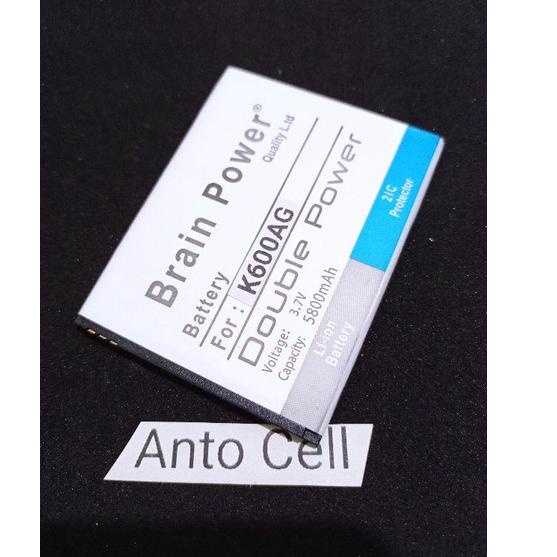 Brain Power®
Quality L.td
Battery
For : K600AG
Double Power
Voltage: 3.7V
Capacity: 5800mAh
2IC
Protector
Li-ion
Battery
Anto Cell